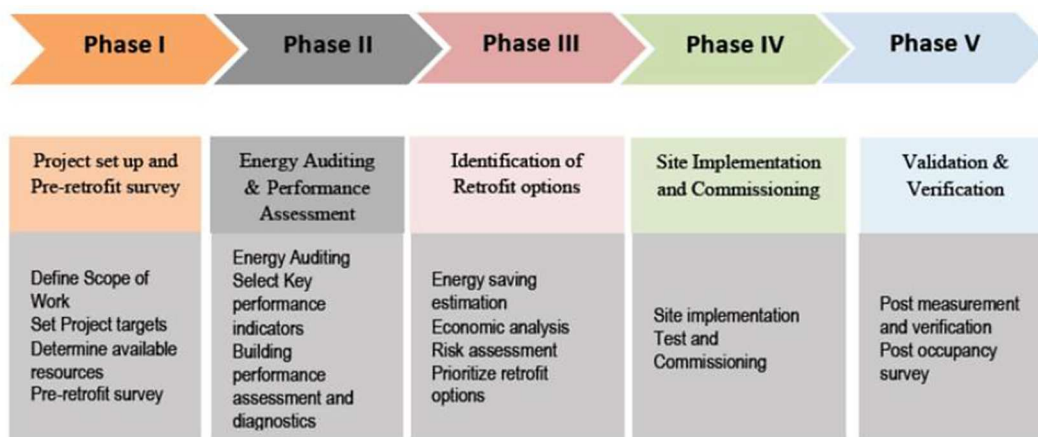 Phase I
Phase II
Phase III
Phase IV
Phase V
Project set up and
Pre-retrofit survey
Energy Auditing
& Performance
Assessment
Identification of
Retrofit options
Site Implementation
and Commissioning
Validation &
Verification
Define Scope of
Work
Set Project targets
Determine available
resources
Pre-retrofit survey
Energy Auditing
Select Key
performance
indicators
Building
performance
assessment and
diagnostics
Energy saving
estimation
Economic analysis
Risk assessment
Prioritize retrofit
options
Site implementation
Test and
Commissioning
Post measurement
and verification
Post occupancy
survey